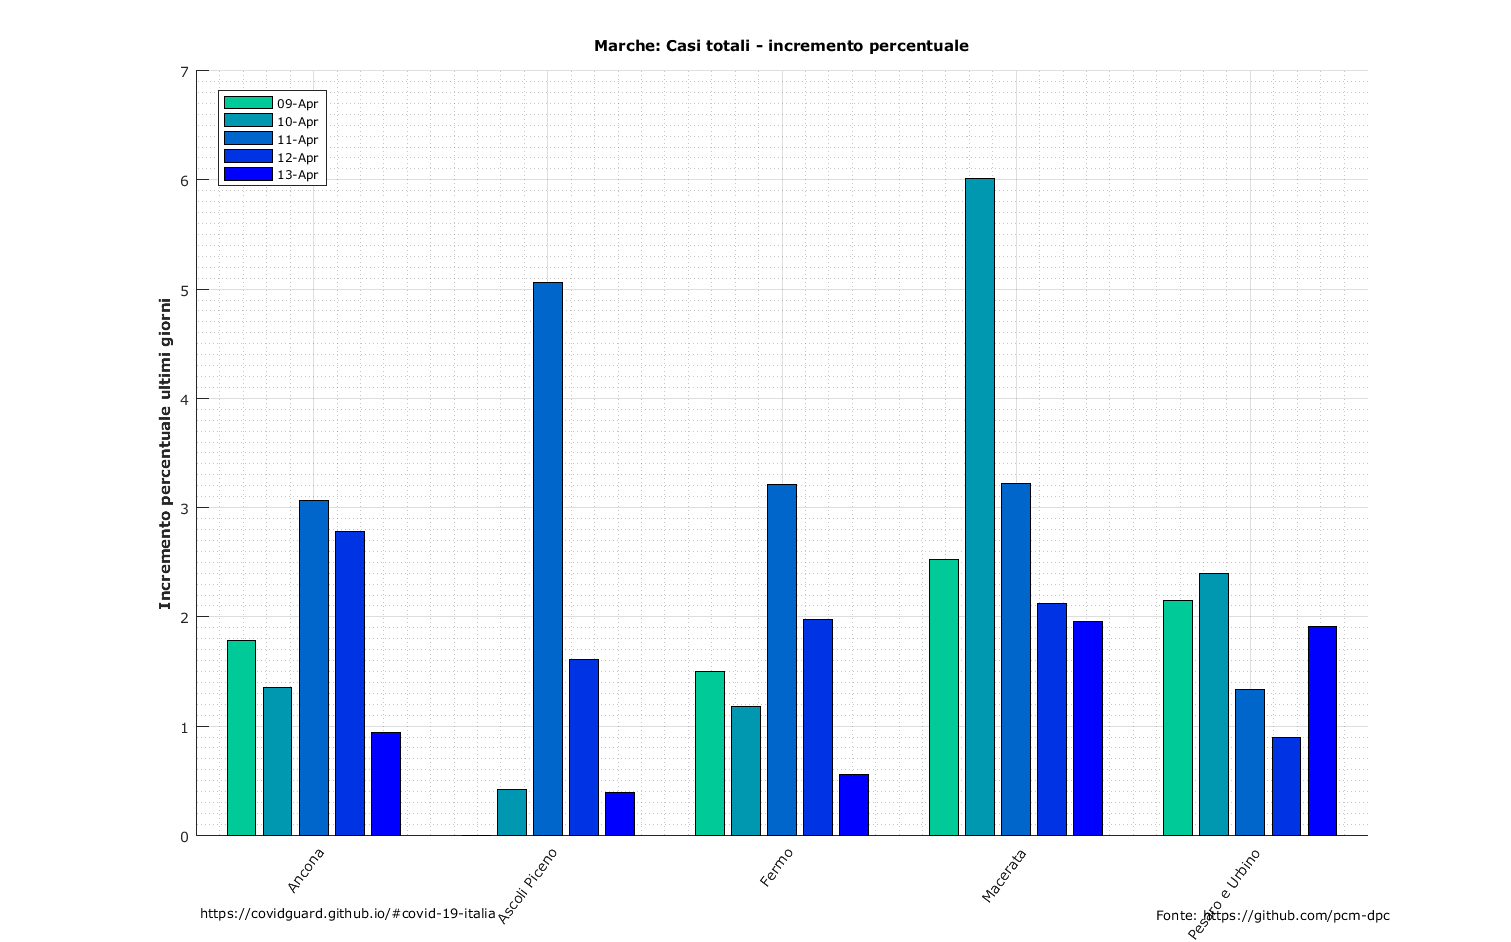 Marche: Casi totali - incremento percentuale
Incremento percentuale ultimi giorni
7
6
5
4
3
2
1
0
09-Apr
10-Apr
11-Apr
12-Apr
13-Apr
Ancona
Ascoli Piceno
Fermo
Macerata
Pesaro e Urbino
https://covidguard.github.io/#covid-19-italia
Fonte: https://github.com/pcm-dpc